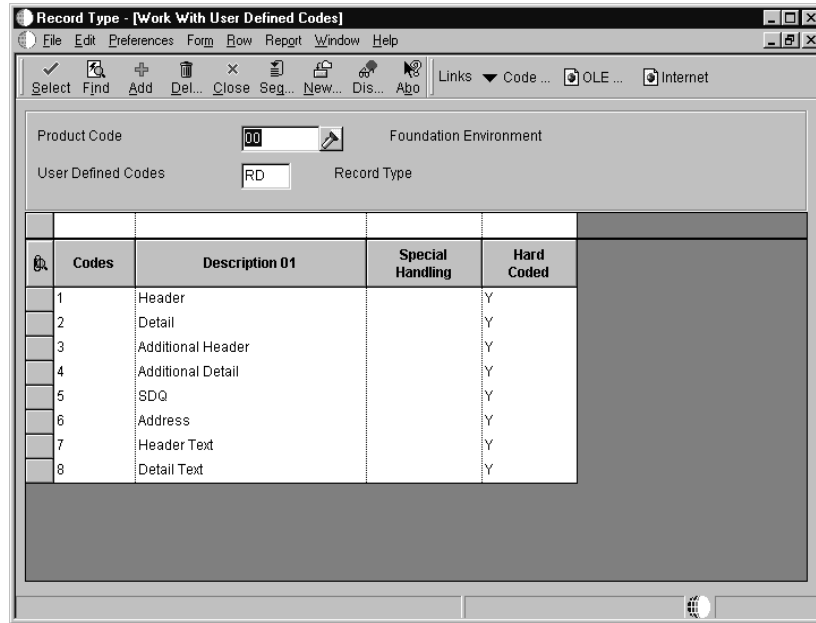 Record Type - [Work With User Defined Codes]
File Edit Preferences Form Row Report Window Help
Select Find Add Del... Close Seq... New... Dis... Abo Links Code ... OLE ... Internet
Product Code 00 Foundation Environment
User Defined Codes RD Record Type
Codes Description 01 Special Handling Hard Coded
1 Header Y
2 Detail Y
3 Additional Header Y
4 Additional Detail Y
5 SDQ Y
6 Address Y
7 Header Text Y
8 Detail Text Y